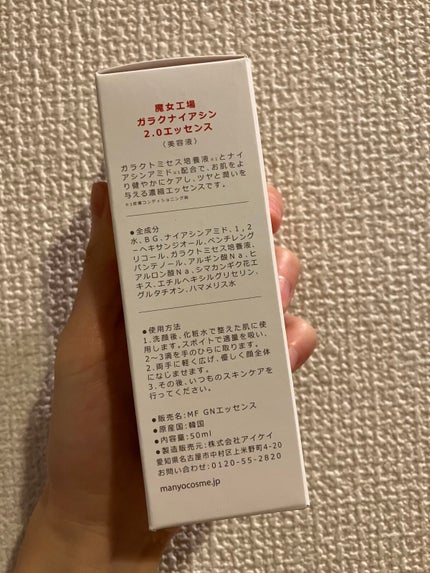 魔女工場
ガラクナイアシン
2.0エッセンス
(美容液)
ガラクトミセス培養液※1とナイ
アシンアミド※1配合で、お肌をよ
り健やかにケアし、ツヤと潤いを
与える濃縮エッセンスです。
※1皮膚コンディショニング剤
●全成分
水、BG、ナイアシンアミド、1,2
-ヘキサンジオール、ペンチレング
リコール、ガラクトミセス培養液、
パンテノール、アルギン酸Na、ヒ
アルロン酸Na、シマカンギク花エ
キス、エチルヘキシルグリセリン、
グルタチオン、ハマメリス水
●使用方法
1.洗顔後、化粧水で整えた肌に使
用します。スポイトで適量を吸い、
2〜3滴を手のひらに取ります。
2.両手に軽く広げ、優しく顔全体
になじませます。
3.その後、いつものスキンケアを
行ってください。
●販売名:MF GNエッセンス
●原産国:韓国
●内容量:50ml
●製造販売元:株式会社アイケイ
愛知県名古屋市中村区上米野町4-20
お問い合わせ:0120-55-2820
manyocosme.jp